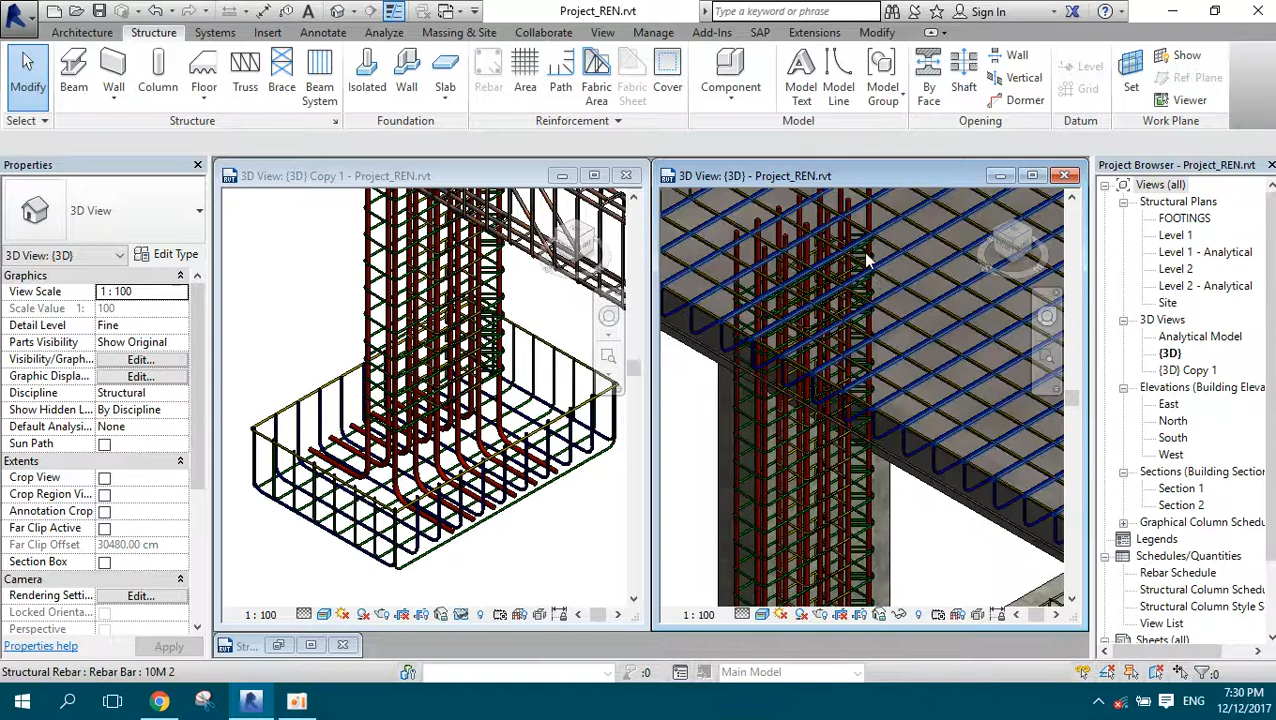 Project_REN.rvt
Type a keyword or phrase
Sign In
Architecture Structure Systems Insert Annotate Analyze Massing & Site Collaborate View Manage Add-Ins SAP Extensions Modify
Modify Beam Wall Column Floor Truss Brace Beam System Isolated Wall Slab Rebar Area Path Fabric Area Fabric Sheet Cover Component Model Text Model Line Model Group By Face Shaft Wall Vertical Dormer Level Grid Set Show Ref Plane Viewer
Select Structure Foundation Reinforcement Model Opening Datum Work Plane
Properties
3D View
3D View: {3D}
Edit Type
Graphics
View Scale 1 : 100
Scale Value 1: 100
Detail Level Fine
Parts Visibility Show Original
Visibility/Graph... Edit...
Graphic Displa... Edit...
Discipline Structural
Show Hidden L... By Discipline
Default Analysi... None
Sun Path
Extents
Crop View
Crop Region Vi...
Annotation Crop
Far Clip Active
Far Clip Offset 30480.00 cm
Section Box
Camera
Rendering Setti... Edit...
Locked Orienta...
Perspective
Properties help
Apply
3D View: {3D} Copy 1 - Project_REN.rvt
1 : 100
3D View: {3D} - Project_REN.rvt
1 : 100
Str...
Project Browser - Project_REN.rvt
Views (all)
Structural Plans
FOOTINGS
Level 1
Level 1 - Analytical
Level 2
Level 2 - Analytical
Site
3D Views
Analytical Model
{3D}
{3D} Copy 1
Elevations (Building Eleva
East
North
South
West
Sections (Building Section
Section 1
Section 2
Graphical Column Schedu
Legends
Schedules/Quantities
Rebar Schedule
Structural Column Schedu
Structural Column Style S
View List
Sheets (all)
Structural Rebar : Rebar Bar : 10M 2
:0
Main Model
:0
ENG
7:30 PM
12/12/2017